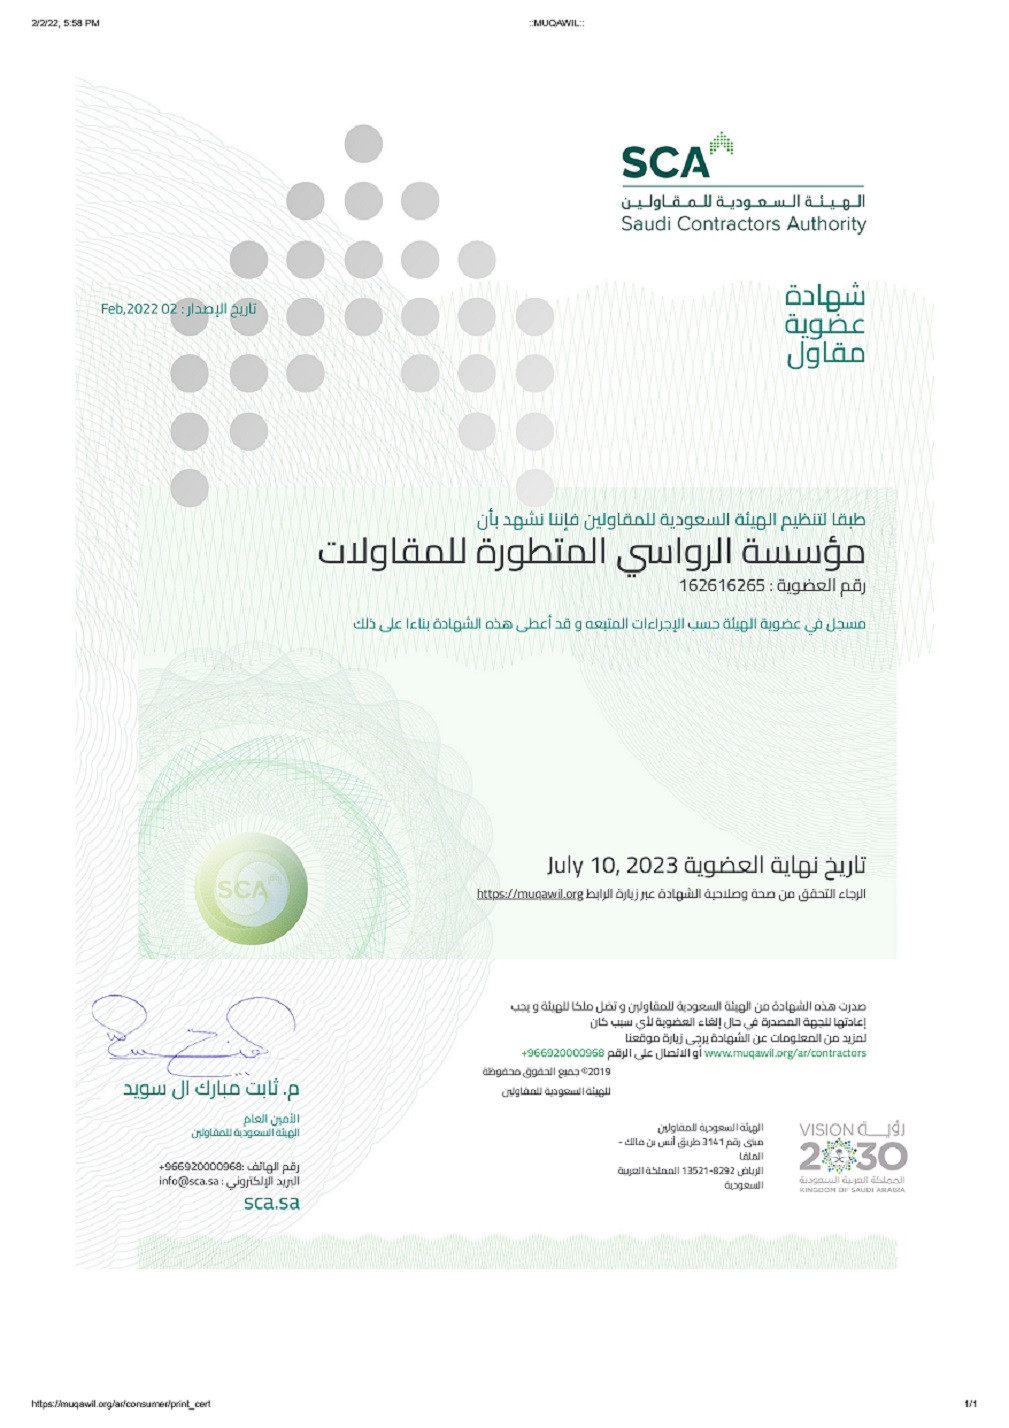 2/2/22, 5:58 PM
::MUQAWIL::
SCA
الهيئة السعودية للمقاولين
Saudi Contractors Authority
شهادة
عضوية
مقاول
تاريخ الإصدار : 02 Feb,2022
طبقا لتنظيم الهيئة السعودية للمقاولين فإننا نشهد بأن
مؤسسة الرواسي المتطورة للمقاولات
رقم العضوية : 162616265
مسجل في عضوية الهيئة حسب الإجراءات المتبعه و قد أعطى هذه الشهادة بناءا على ذلك
تاريخ نهاية العضوية July 10, 2023
الرجاء التحقق من صحة وصلاحية الشهادة عبر زيارة الرابط https://muqawil.org
SCA
صدرت هذه الشهادة من الهيئة السعودية للمقاولين و تضل ملكا للهيئة و يجب
إعادتها للجهة المصدرة في حال إلغاء العضوية لأي سبب كان
لمزيد من المعلومات عن الشهادة يرجى زيارة موقعنا
www.muqawil.org/ar/contractors أو الاتصال على الرقم 966920000968+
2019© جميع الحقوق محفوظة
للهيئة السعودية للمقاولين
م. ثابت مبارك ال سويد
الأمين العام
الهيئة السعودية للمقاولين
رقم الهاتف :966920000968+
البريد الإلكتروني : info@sca.sa
sca.sa
الهيئة السعودية للمقاولين
مبنى رقم 3141 طريق أنس بن مالك -
الملقا
الرياض 8292-13521 المملكة العربية
السعودية
VISION رؤية
2030
المملكة العربية السعودية
KINGDOM OF SAUDI ARABIA
https://muqawil.org/ar/consumer/print_cert
1/1